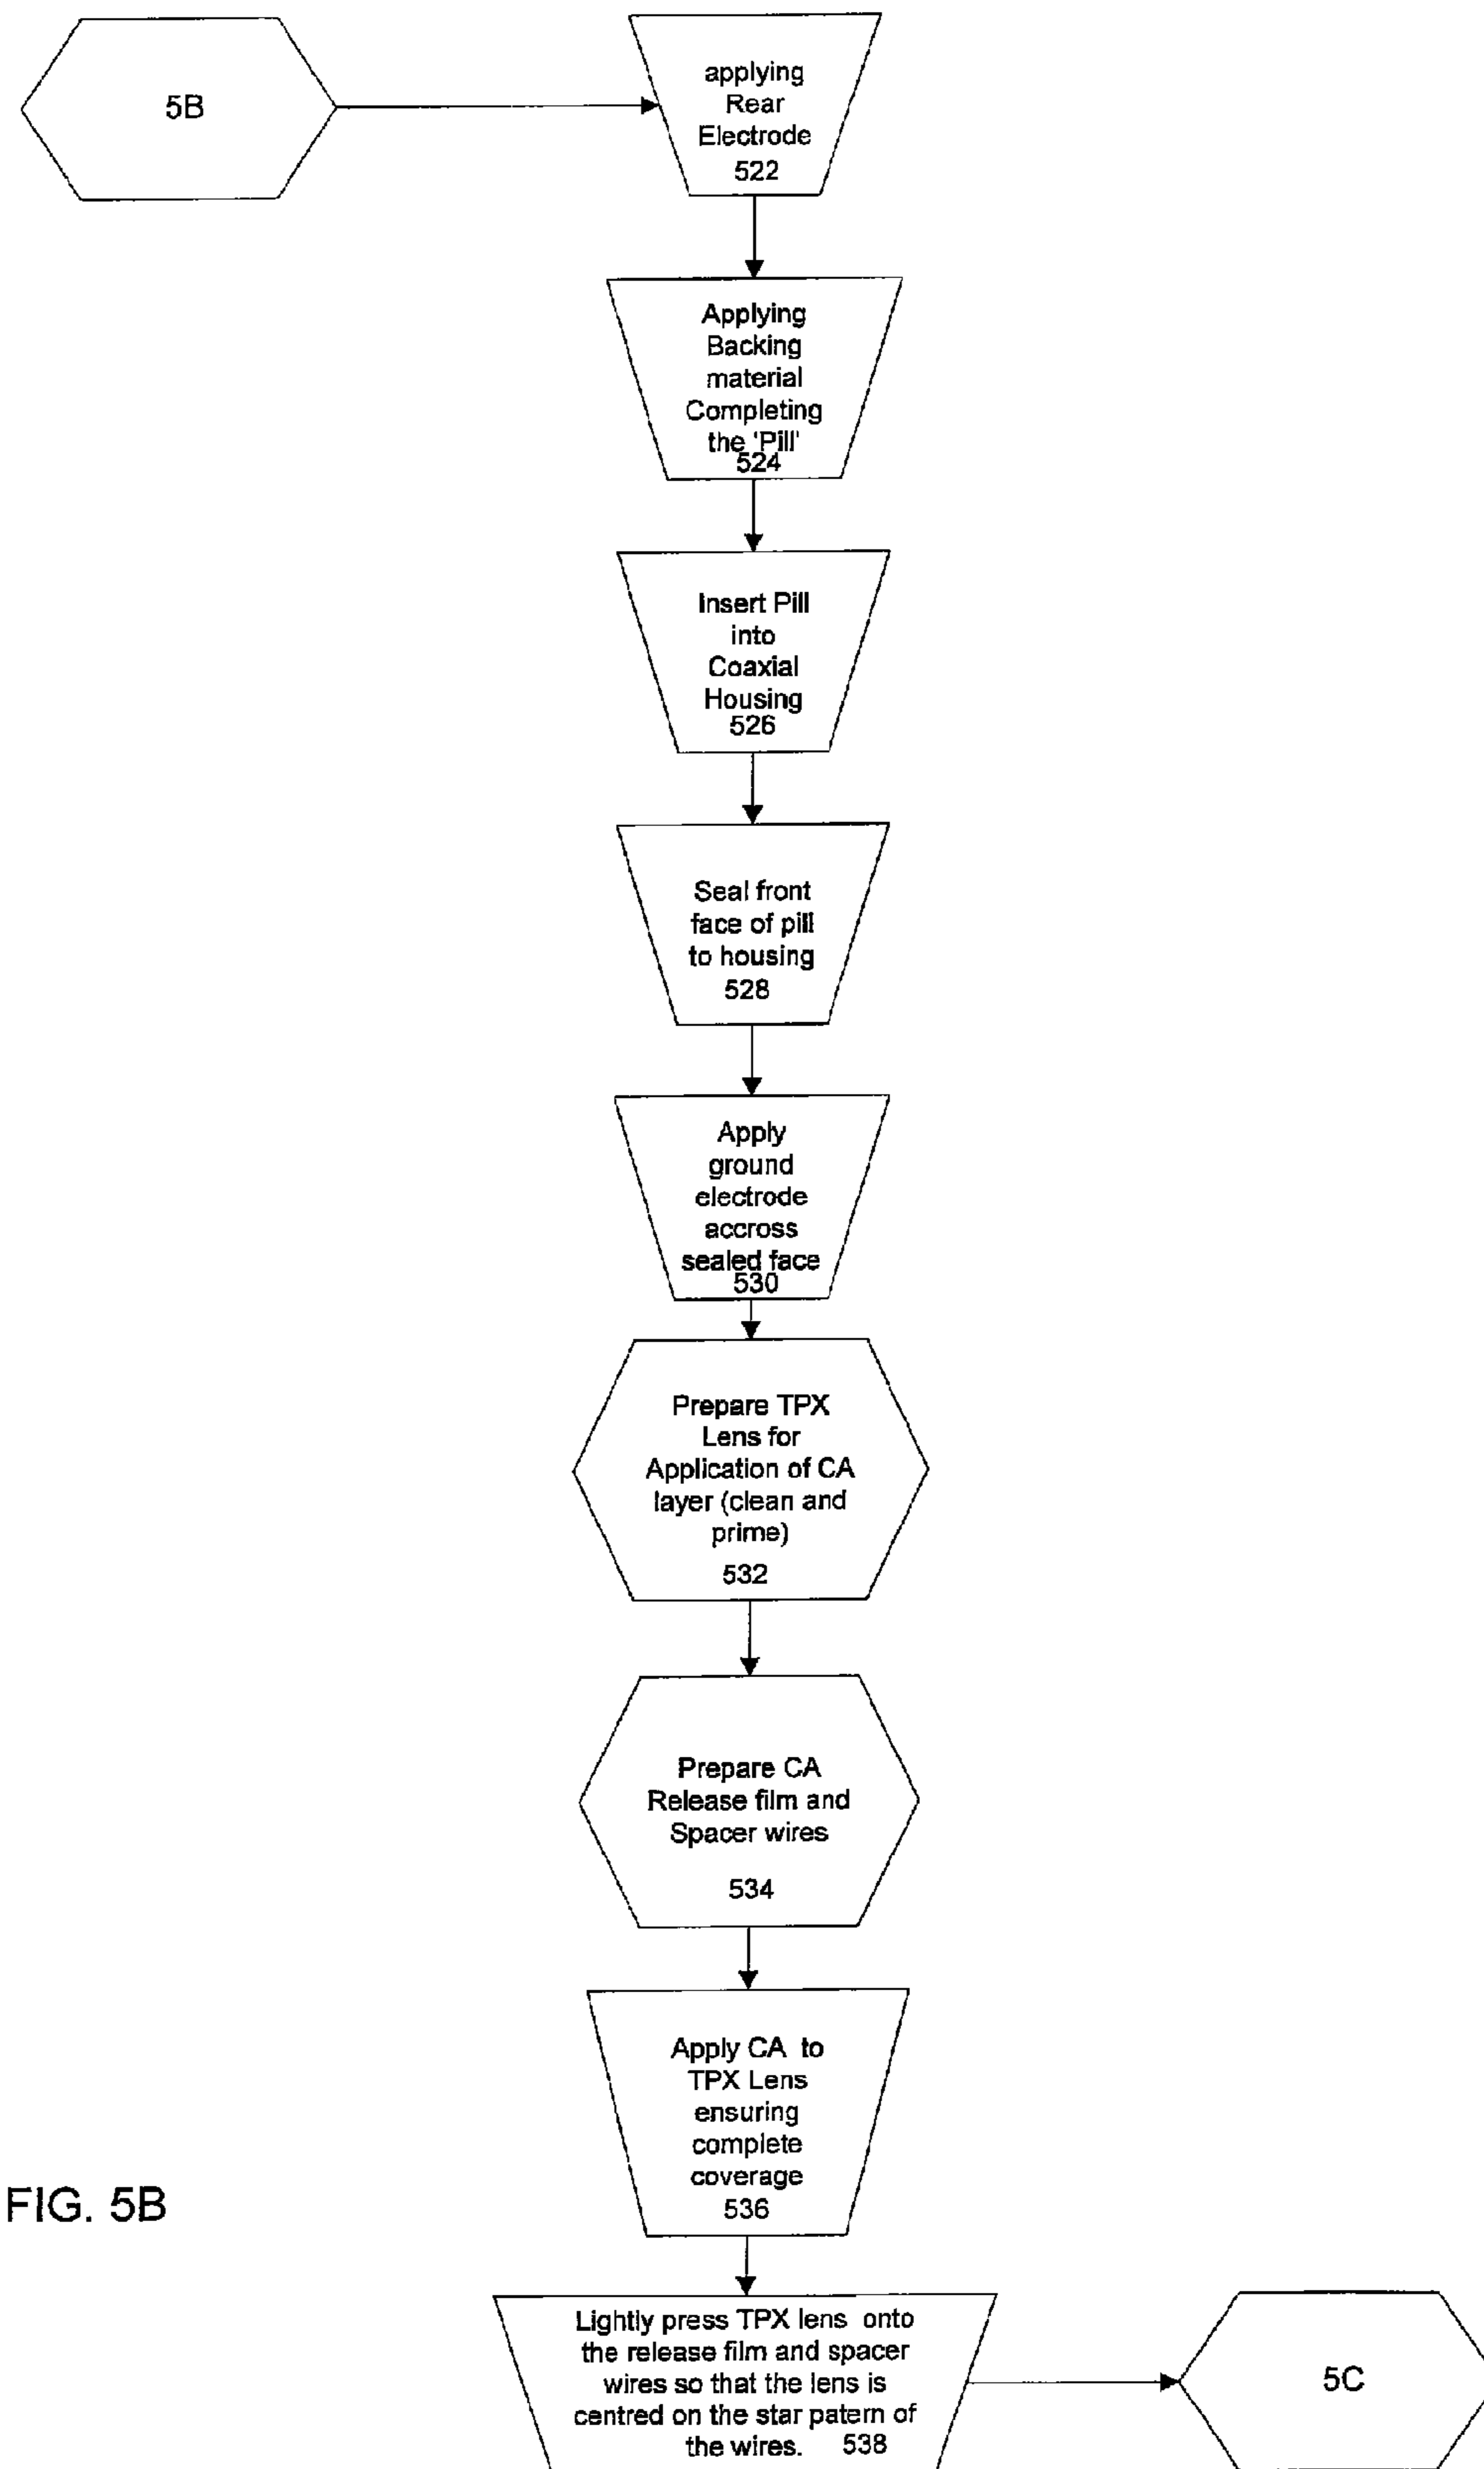 5B
applying
Rear
Electrode
522
Applying
Backing
material
Completing
the 'Pill'
524
Insert Pill
into
Coaxial
Housing
526
Seal front
face of pill
to housing
528
Apply
ground
electrode
accross
sealed face
530
Prepare TPX
Lens for
Application of CA
layer (clean and
prime)
532
Prepare CA
Release film and
Spacer wires
534
Apply CA to
TPX Lens
ensuring
complete
coverage
536
FIG. 5B
Lightly press TPX lens onto
the release film and spacer
wires so that the lens is
centred on the star patern of
the wires. 538
5C